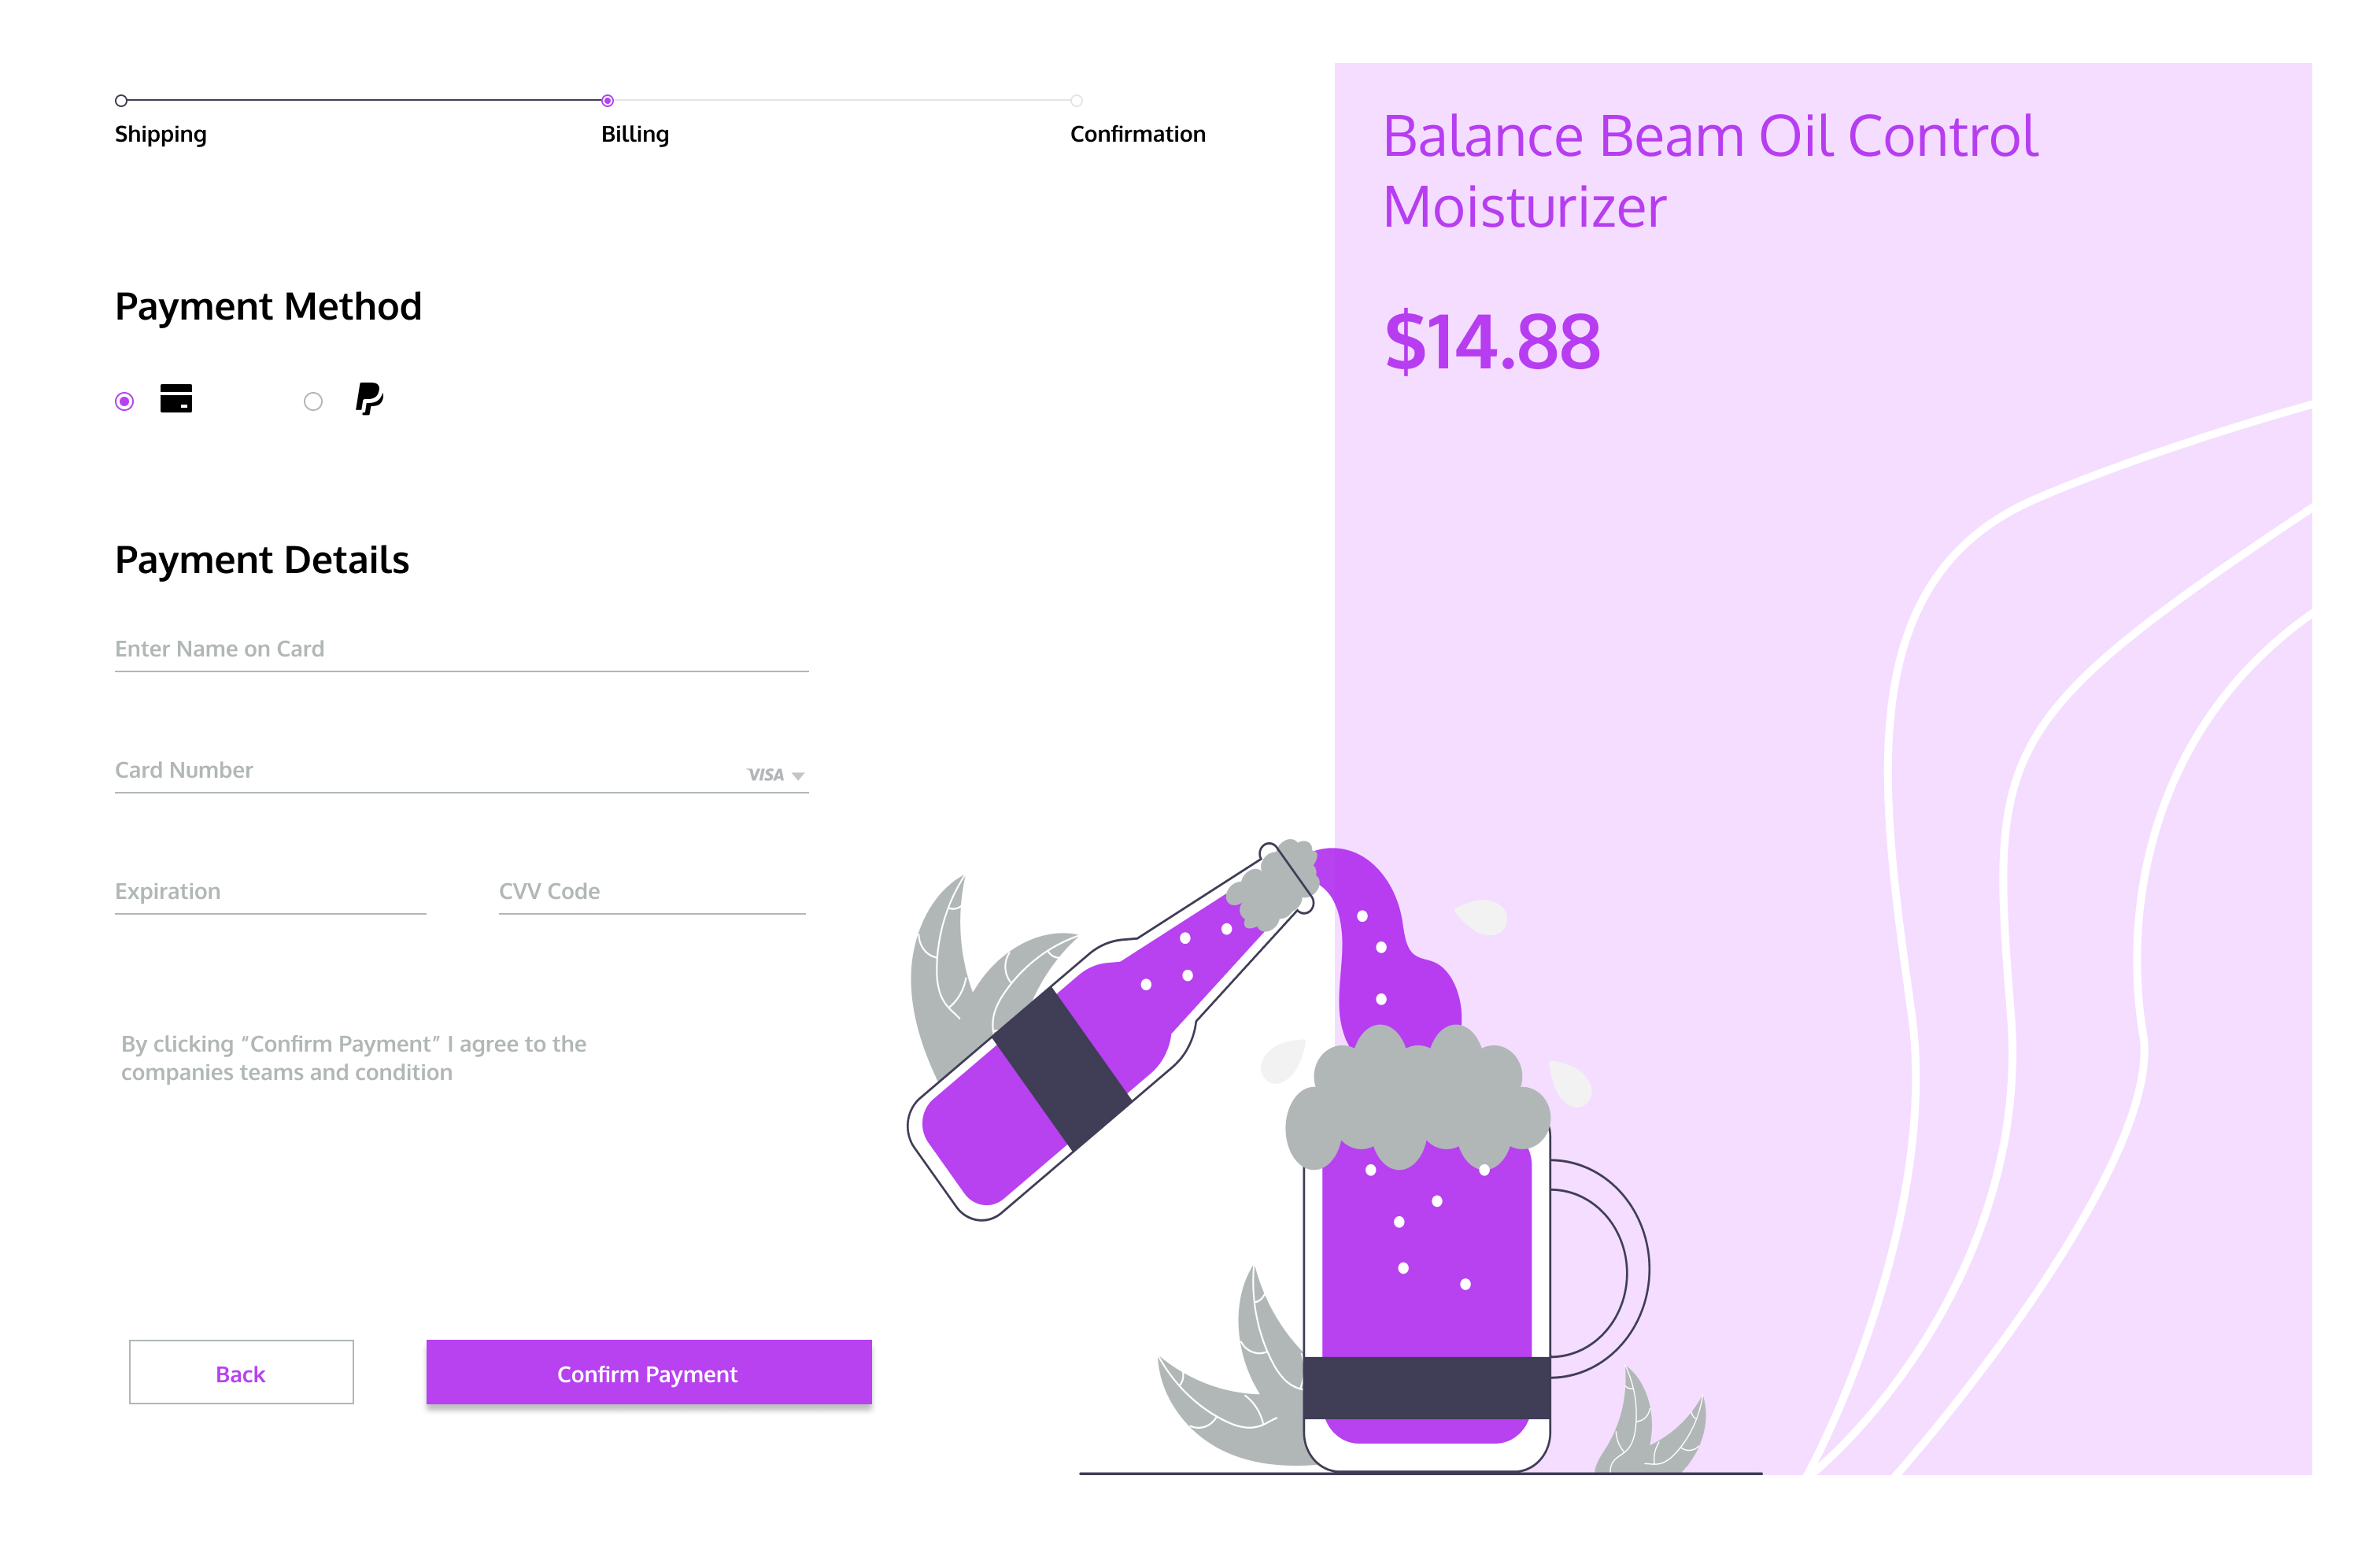 Shipping
Billing
Confirmation
Balance Beam Oil Control
Moisturizer
$14.88
Payment Method
Payment Details
Enter Name on Card
Card Number
VISA
Expiration
CVV Code
By clicking “Confirm Payment” I agree to the
companies teams and condition
Back
Confirm Payment